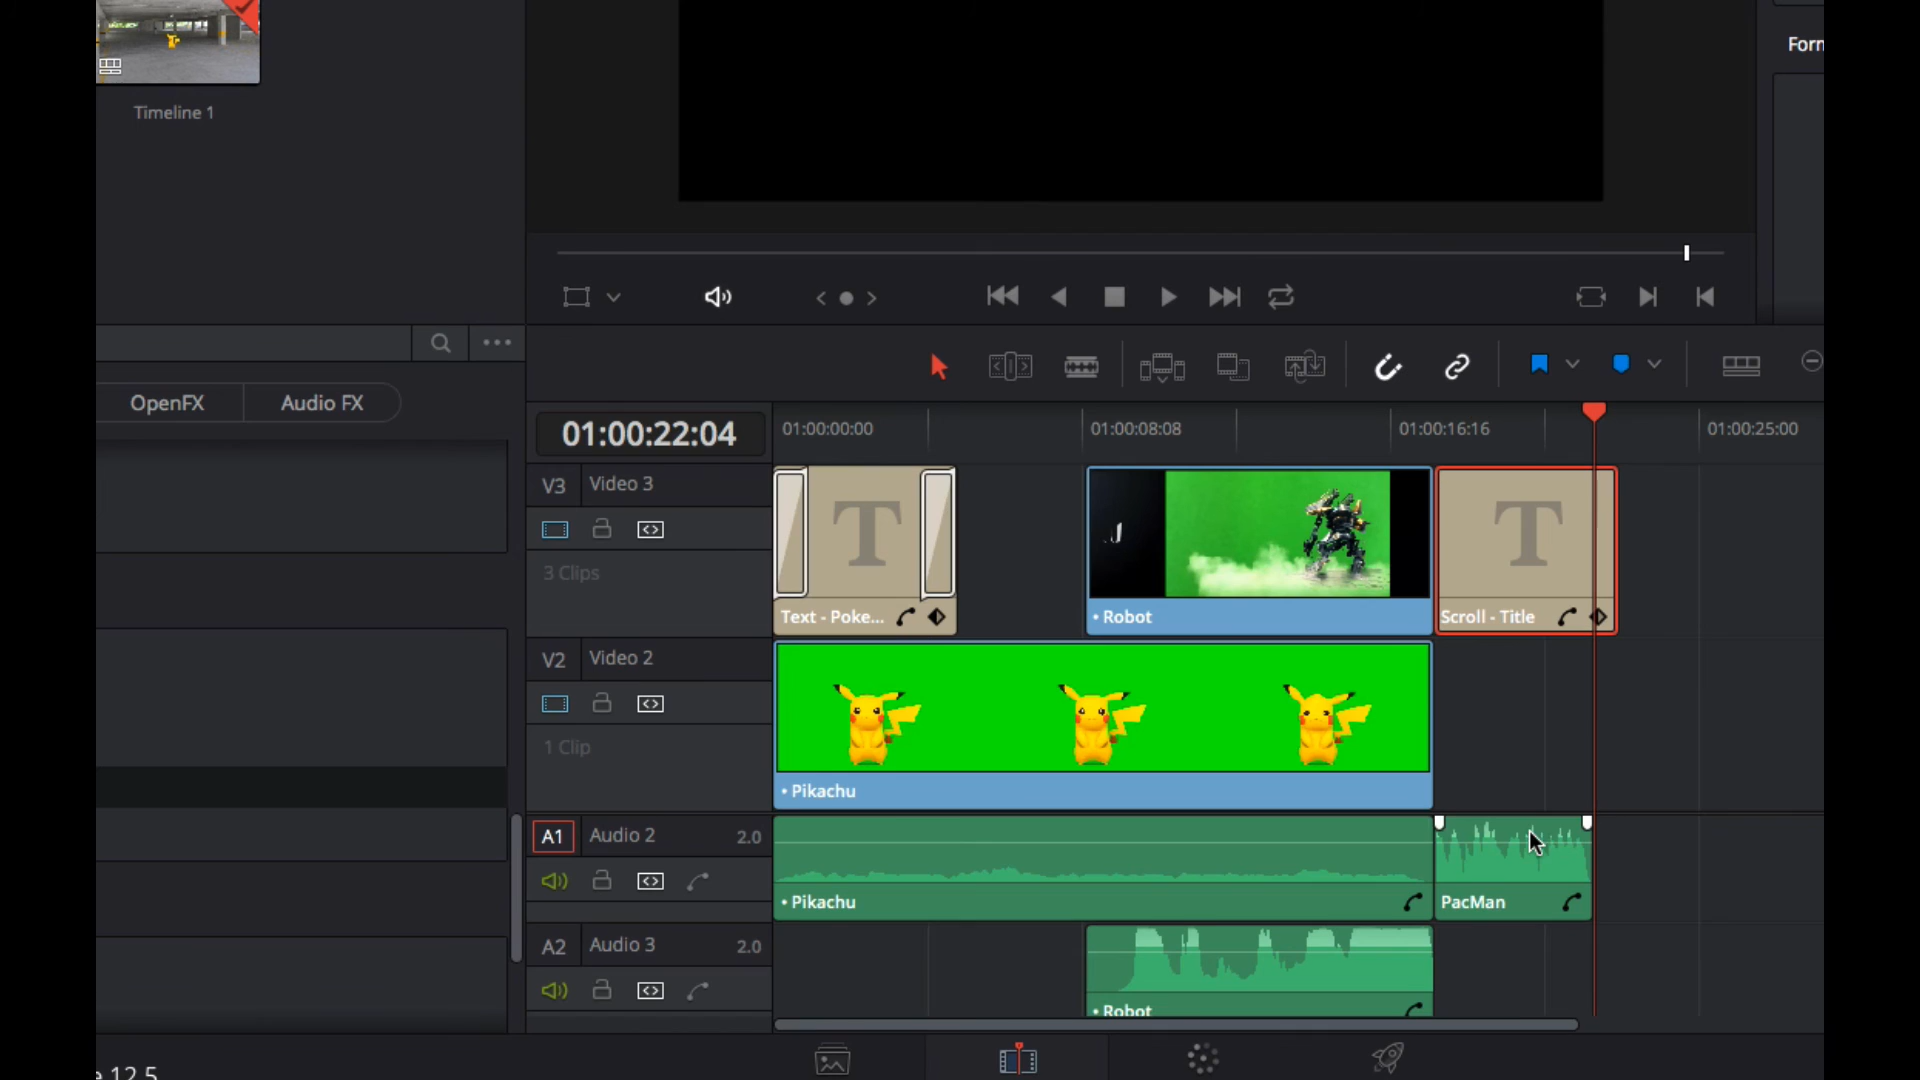 Form
Timeline 1
OpenFX
Audio FX
01:00:22:04
01:00:00:00
01:00:08:08
01:00:16:16
01:00:25:00
V3
Video 3
3 Clips
T
T
Text - Poke...
• Robot
Scroll - Title
V2
Video 2
1 Clip
• Pikachu
A1
Audio 2
2.0
• Pikachu
PacMan
A2
Audio 3
2.0
• Robot
e 12.5